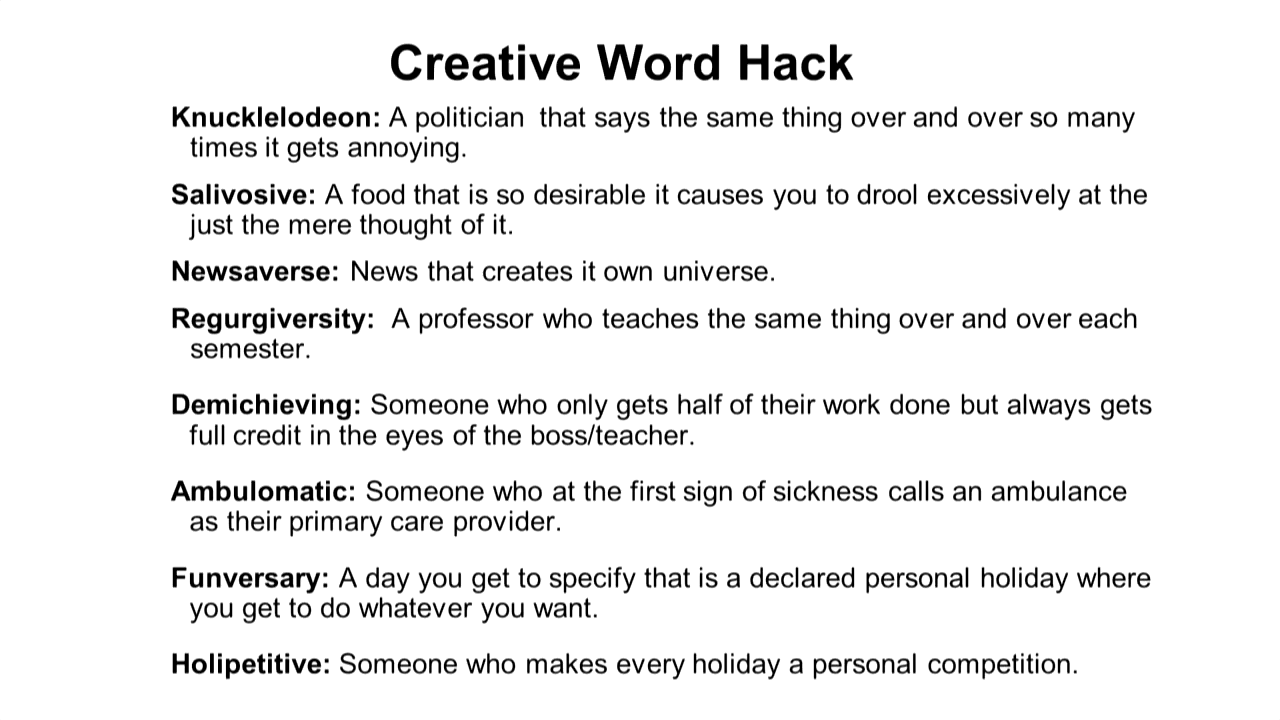 Creative Word Hack
Knucklelodeon: A politician  that says the same thing over and over so many
times it gets annoying.
Salivosive: A food that is so desirable it causes you to drool excessively at the
just the mere thought of it.
Newsaverse: News that creates it own universe.
Regurgiversity:  A professor who teaches the same thing over and over each
semester.
Demichieving: Someone who only gets half of their work done but always gets
full credit in the eyes of the boss/teacher.
Ambulomatic: Someone who at the first sign of sickness calls an ambulance
as their primary care provider.
Funversary: A day you get to specify that is a declared personal holiday where
you get to do whatever you want.
Holipetitive: Someone who makes every holiday a personal competition.